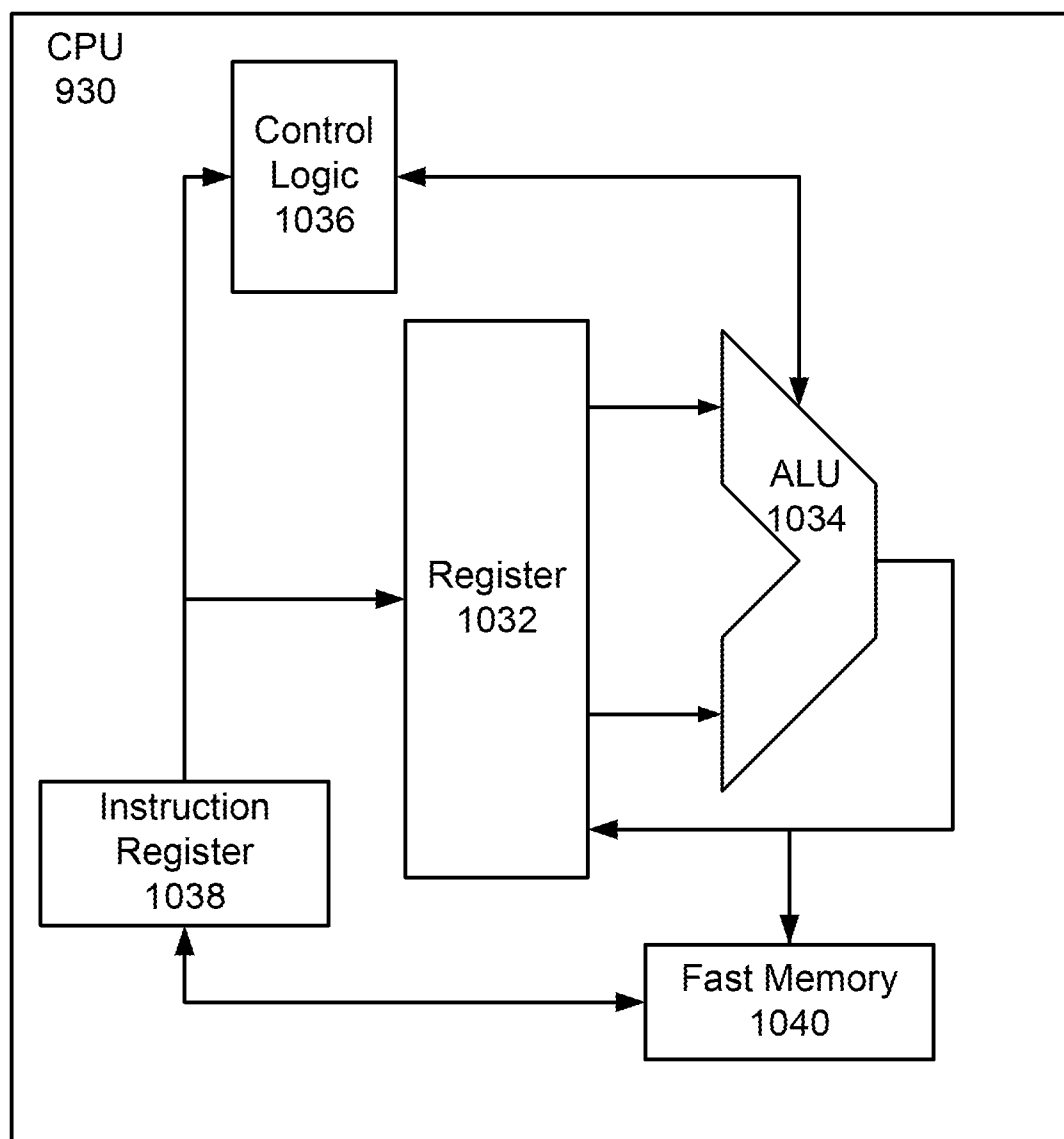 CPU
930
Control
Logic
1036
ALU
1034
Register
1032
Instruction
Register
1038
Fast Memory
1040